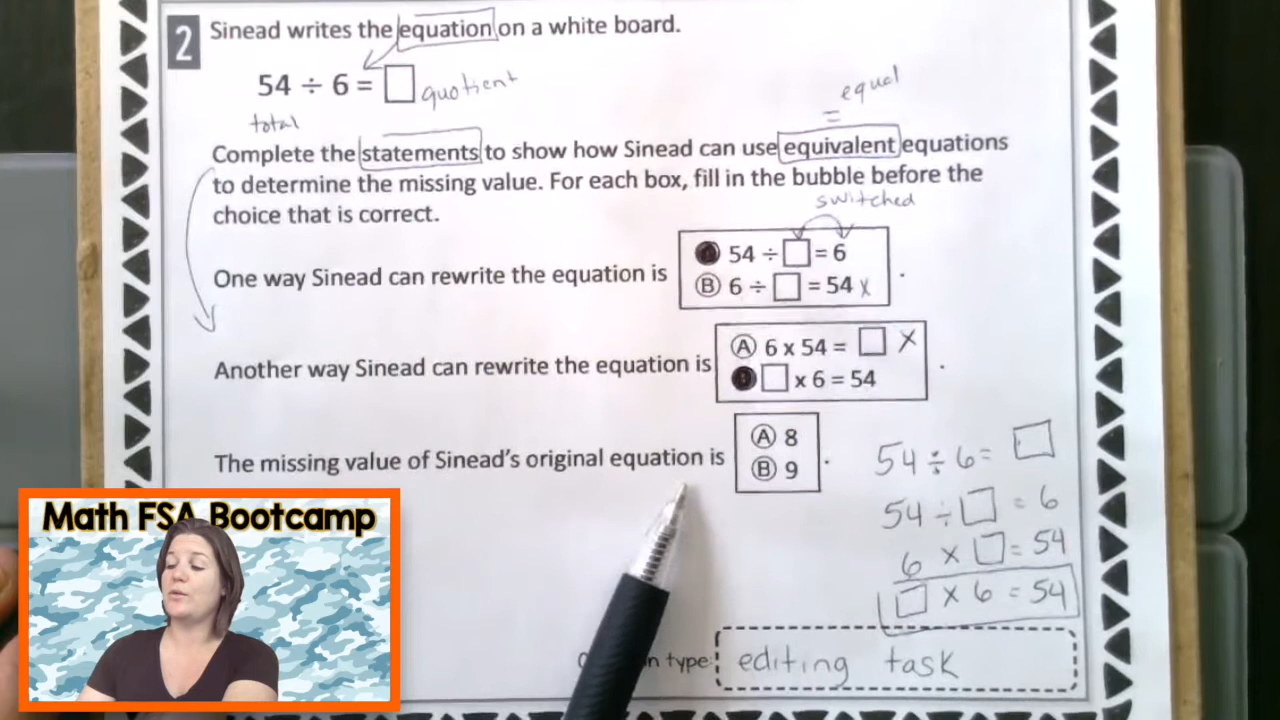 2 Sinead writes the equation on a white board.
54 ÷ 6 = □ quotient
total
= equal
Complete the statements to show how Sinead can use equivalent equations
to determine the missing value. For each box, fill in the bubble before the
choice that is correct.
switched
One way Sinead can rewrite the equation is
54 ÷ □ = 6
B 6 ÷ □ = 54 x
.
Another way Sinead can rewrite the equation is
A 6 x 54 = □ X
□ x 6 = 54
.
The missing value of Sinead's original equation is
A 8
B 9
.
54 ÷ 6 = □
54 ÷ □ = 6
6 x □ = 54
□ x 6 = 54
n type: editing task
Math FSA Bootcamp